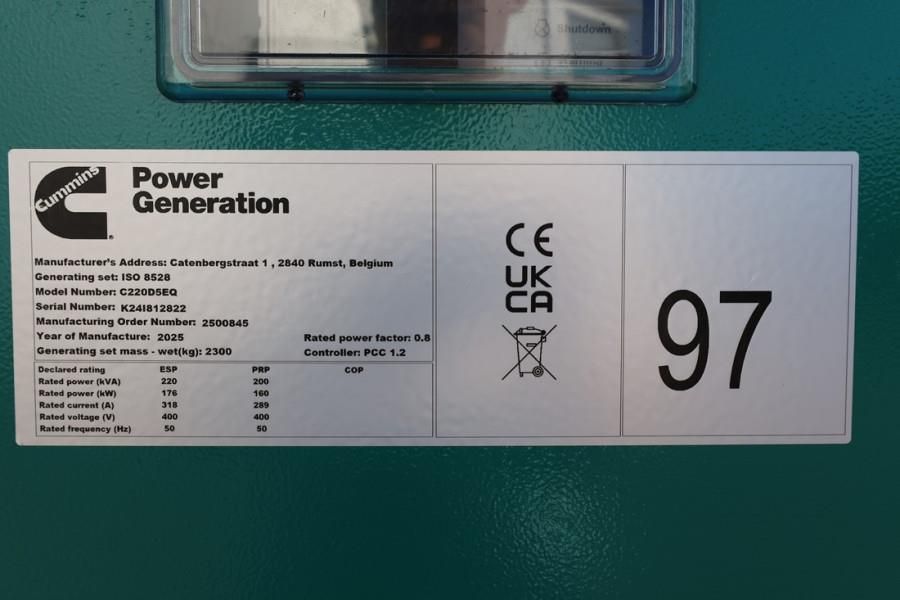 Shutdown
Warning
Cummins
Power
Generation
Manufacturer's Address: Catenbergstraat 1 , 2840 Rumst, Belgium
Generating set: ISO 8528
Model Number: C220D5EQ
Serial Number: K24I812822
Manufacturing Order Number: 2500845
Year of Manufacture: 2025 Rated power factor: 0.8
Generating set mass - wet(kg): 2300 Controller: PCC 1.2
Declared rating ESP PRP COP
Rated power (kVA) 220 200
Rated power (kW) 176 160
Rated current (A) 318 289
Rated voltage (V) 400 400
Rated frequency (Hz) 50 50
CE
UK
CA
97